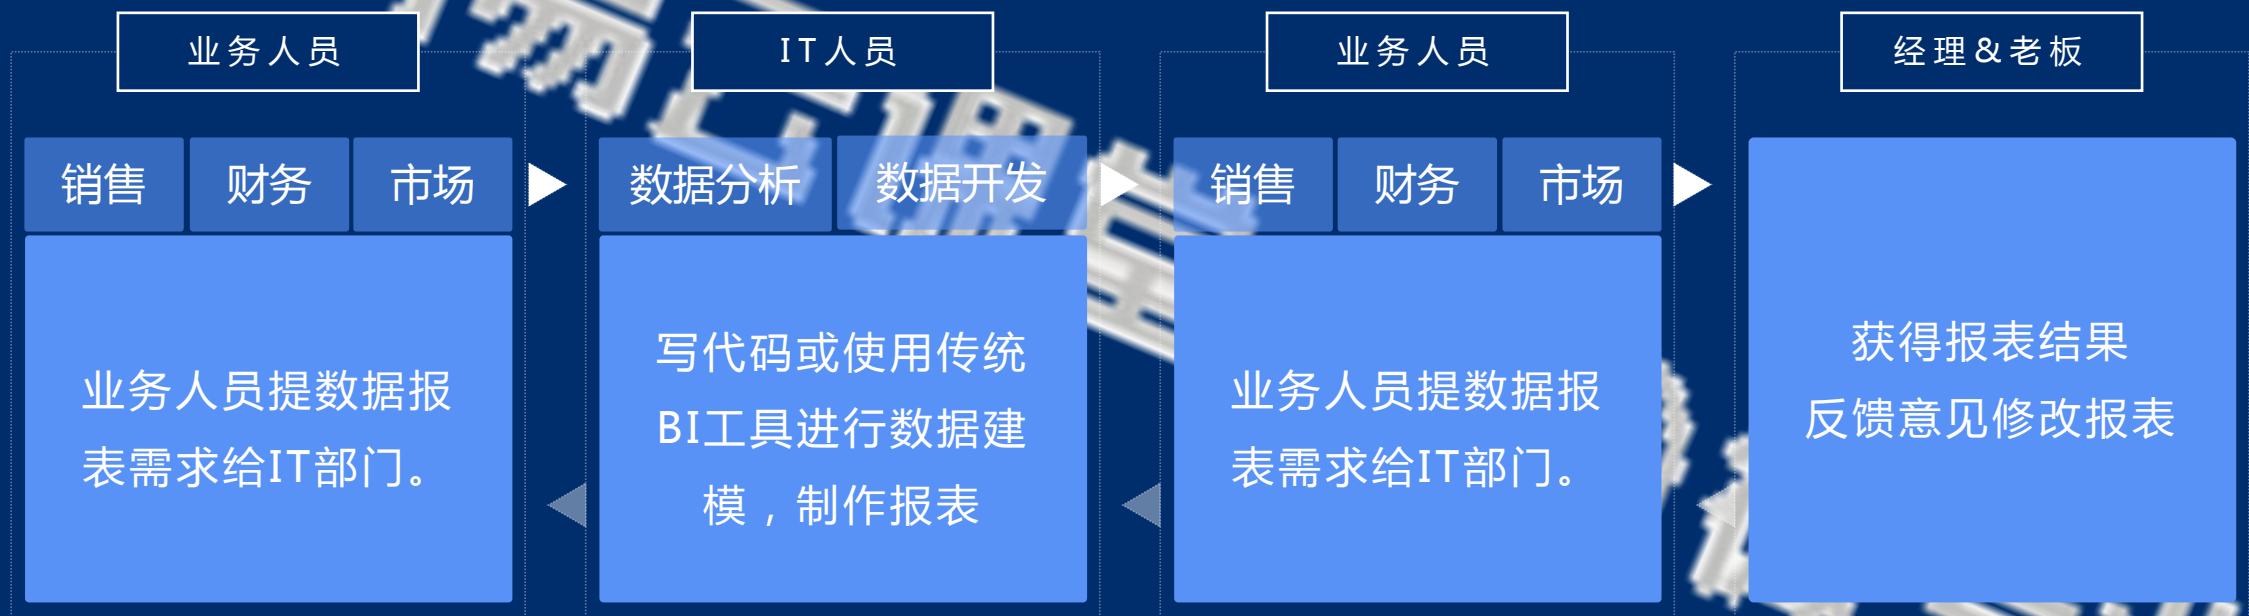 业务人员
IT人员
业务人员
经理&老板
销售
财务
市场
数据分析
数据开发
销售
财务
市场
业务人员提数据报
表需求给IT部门。
写代码或使用传统
BI工具进行数据建
模，制作报表
业务人员提数据报
表需求给IT部门。
获得报表结果
反馈意见修改报表
课堂